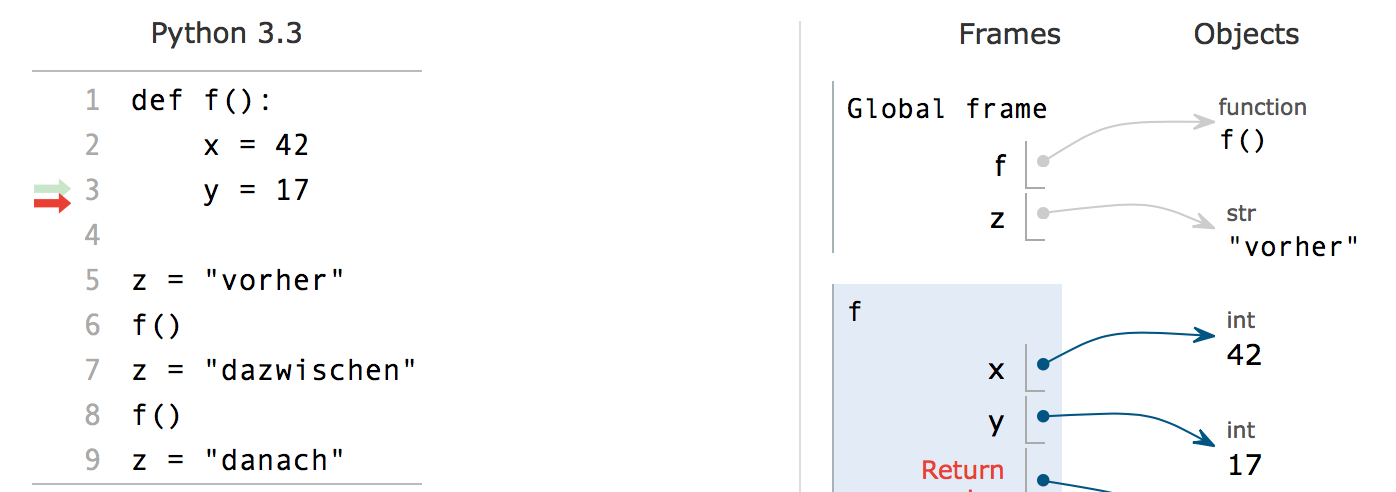 Python 3.3
1 def f():
2 x = 42
3 y = 17
4
5 z = "vorher"
6 f()
7 z = "dazwischen"
8 f()
9 z = "danach"
Frames Objects
Global frame
f
z
function
f()
str
"vorher"
f
x
y
Return
int
42
int
17